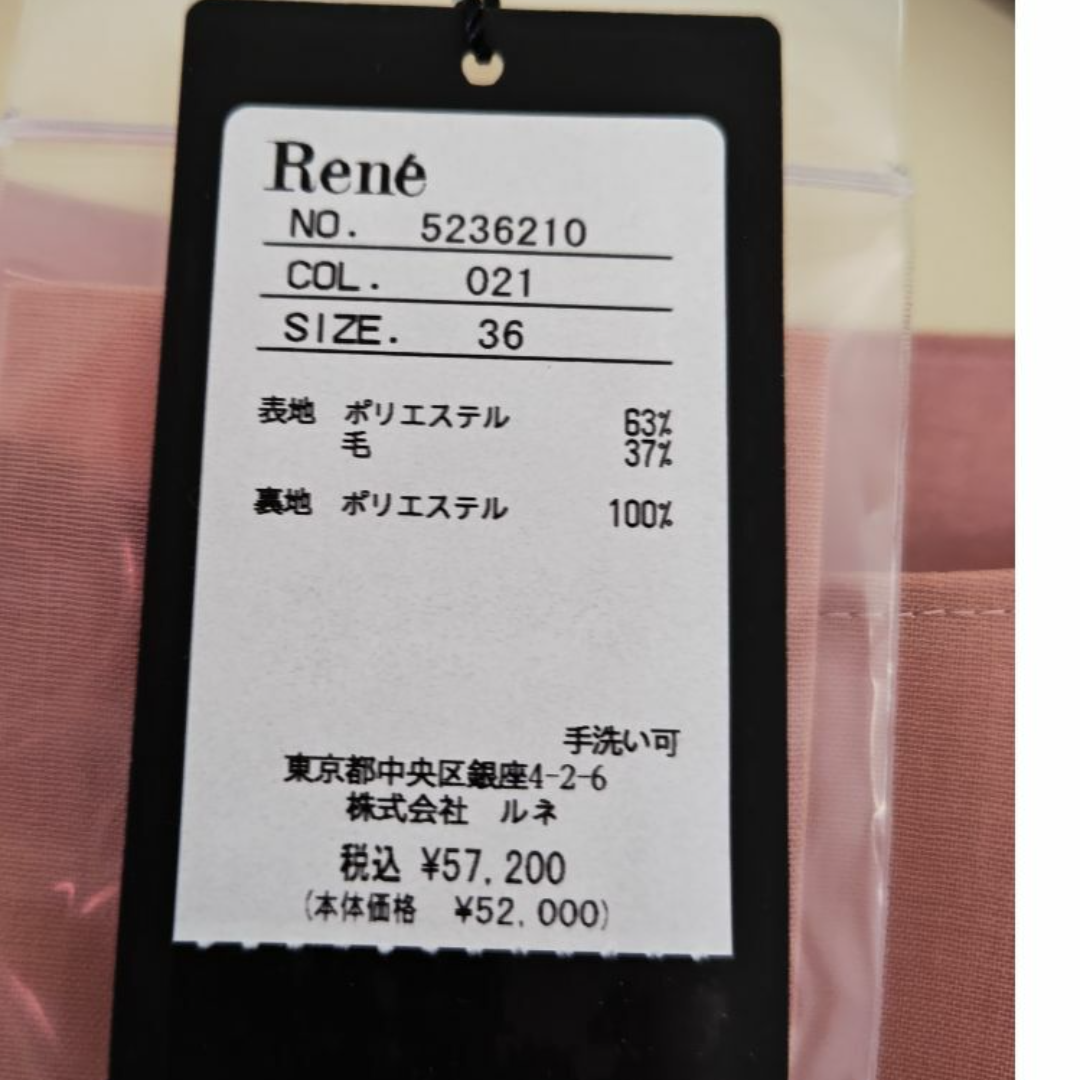 René
NO. 5236210
COL. 021
SIZE. 36
表地 ポリエステル 63%
毛 37%
裏地 ポリエステル 100%
手洗い可
東京都中央区銀座4-2-6
株式会社 ルネ
税込 ¥57,200
(本体価格 ¥52,000)